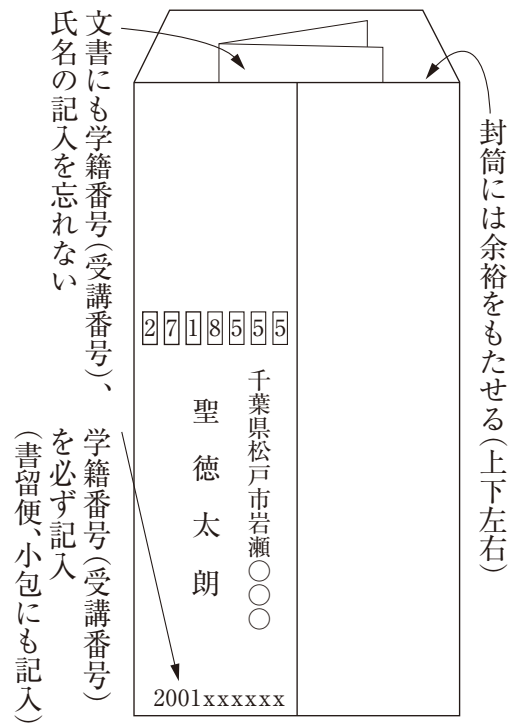 封筒には余裕をもたせる(上下左右)
文書にも学籍番号(受講番号)、
氏名の記入を忘れない
2718555
千葉県松戸市岩瀬○○○
聖徳太朗
2001xxxxxx
学籍番号(受講番号)
を必ず記入
(書留便、小包にも記入)